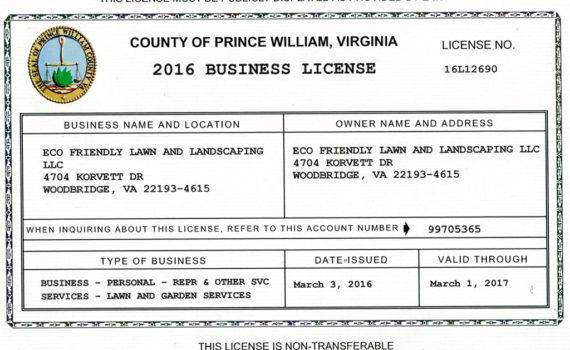 THIS LICENSE MUST BE PUBLICLY DISPLAYED AS PROVIDED BY LAW
COUNTY OF PRINCE WILLIAM, VIRGINIA
LICENSE NO.
2016 BUSINESS LICENSE
16L12690
THE SEAL OF PRINCE WILLIAM COUNTY VA
BUSINESS NAME AND LOCATION
OWNER NAME AND ADDRESS
ECO FRIENDLY LAWN AND LANDSCAPING
LLC
4704 KORVETT DR
WOODBRIDGE, VA 22193-4615
ECO FRIENDLY LAWN AND LANDSCAPING LLC
4704 KORVETT DR
WOODBRIDGE, VA 22193-4615
WHEN INQUIRING ABOUT THIS LICENSE, REFER TO THIS ACCOUNT NUMBER
99705365
TYPE OF BUSINESS
DATE ISSUED
VALID THROUGH
BUSINESS - PERSONAL - REPR & OTHER SVC
SERVICES - LAWN AND GARDEN SERVICES
March 3, 2016
March 1, 2017
THIS LICENSE IS NON-TRANSFERABLE